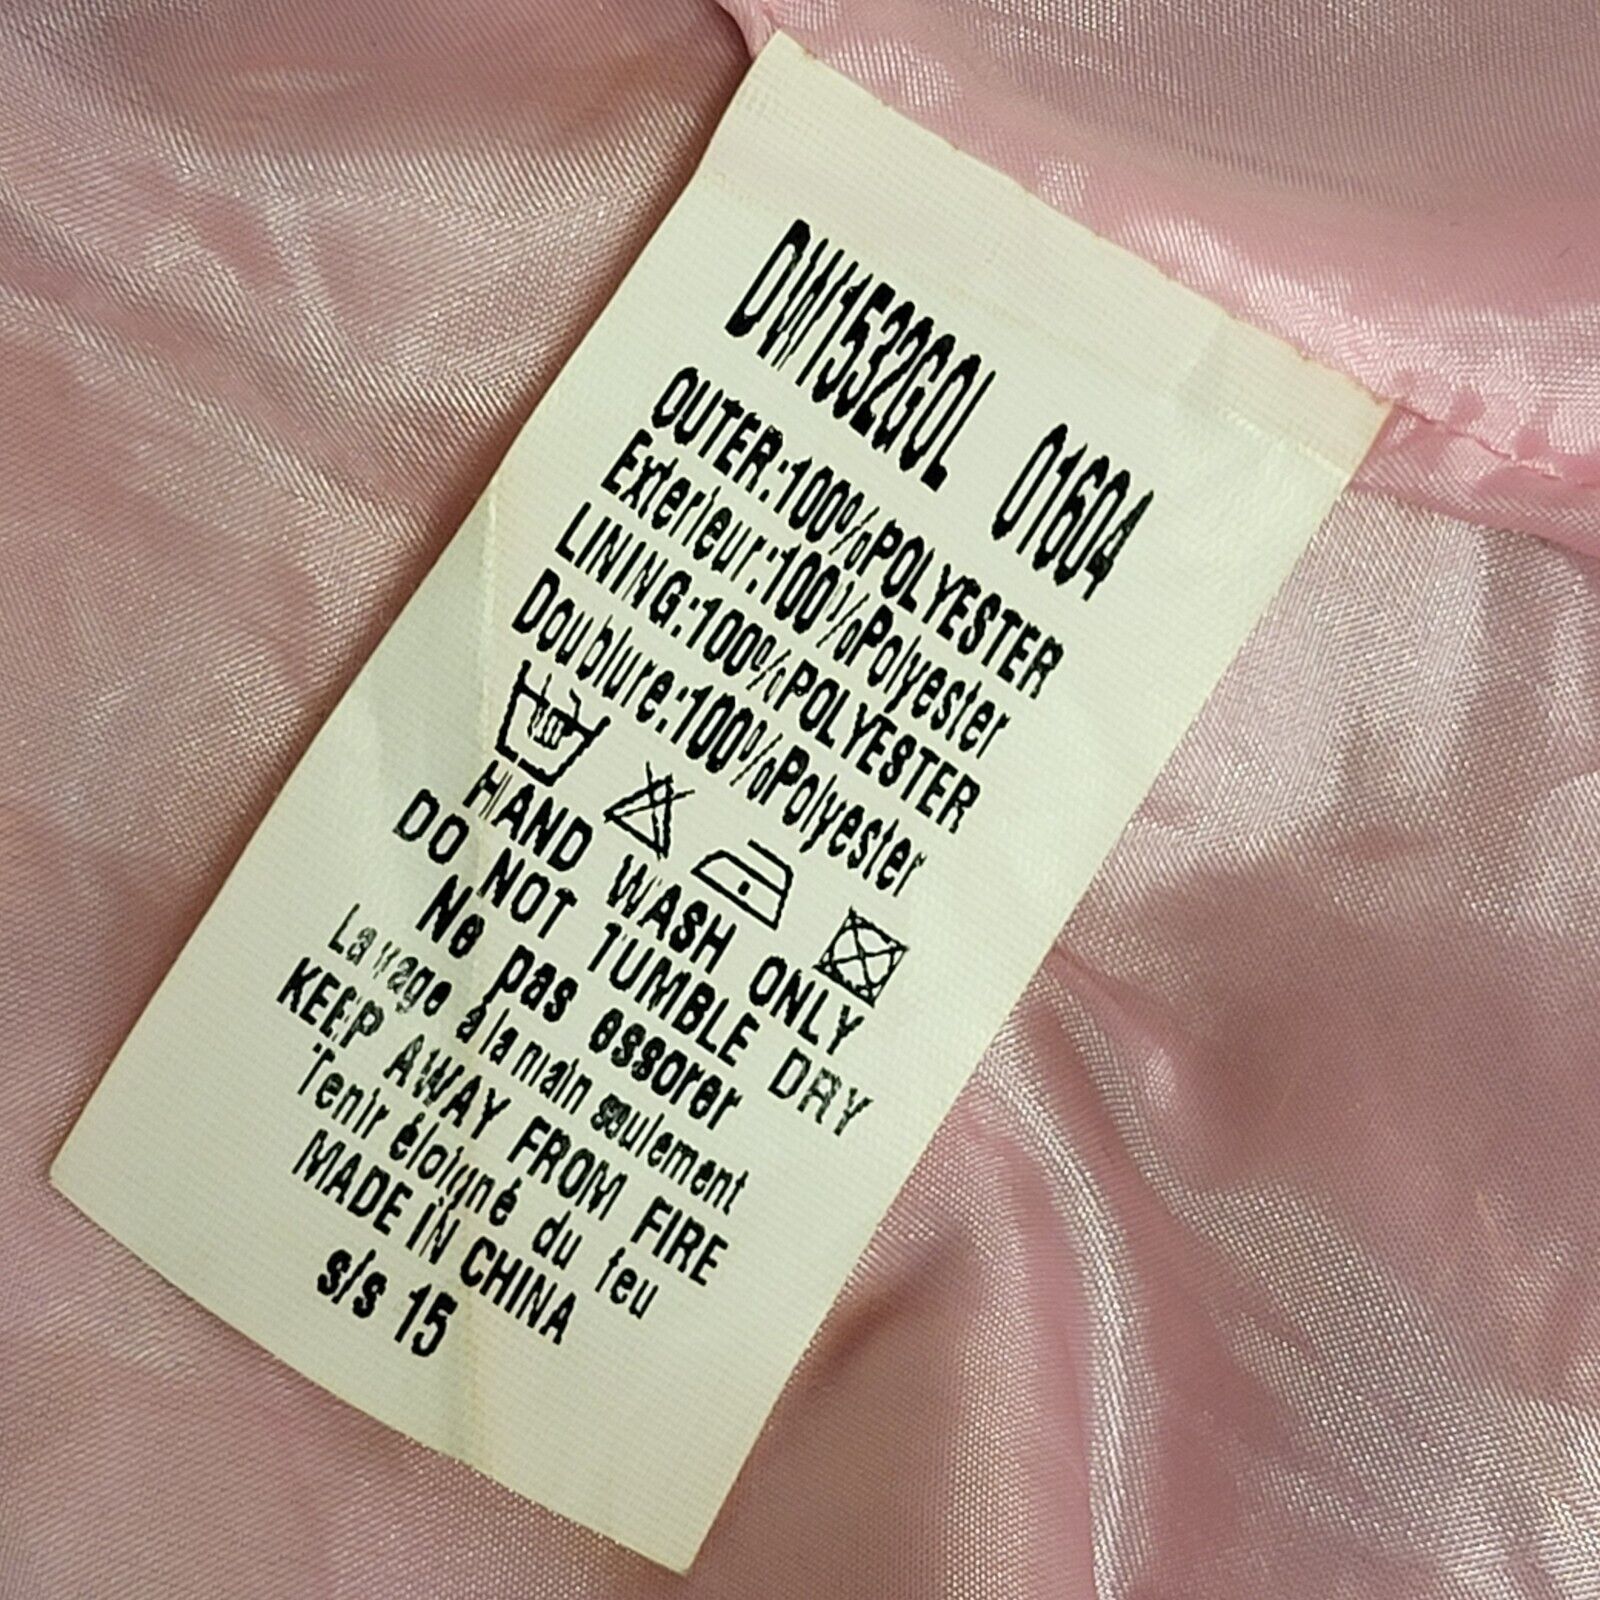 DW1532GOL 01604
OUTER:100%POLYESTER
Exterieur:100%Polyester
LINING:100%POLYESTER
Doublure:100%Polyester
HAND WASH ONLY
DO NOT TUMBLE DRY
Ne pas essorer
Lavage à la main seulement
KEEP AWAY FROM FIRE
Tenir éloigné du feu
MADE IN CHINA
s/s 15